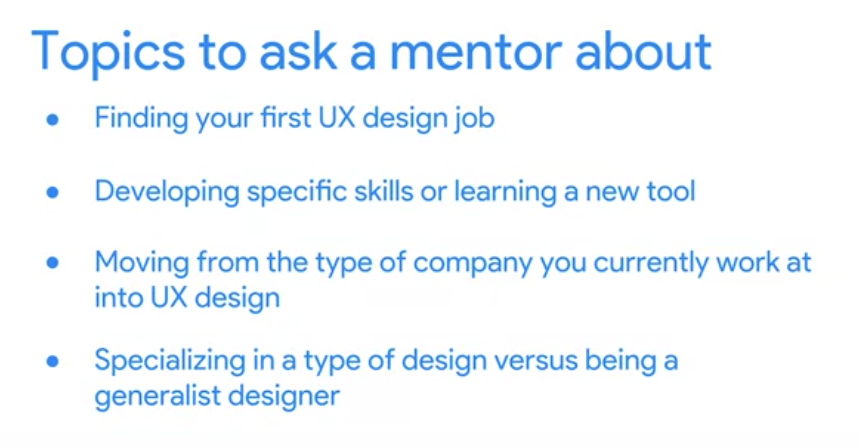 Topics to ask a mentor about
● Finding your first UX design job
● Developing specific skills or learning a new tool
● Moving from the type of company you currently work at
into UX design
● Specializing in a type of design versus being a
generalist designer